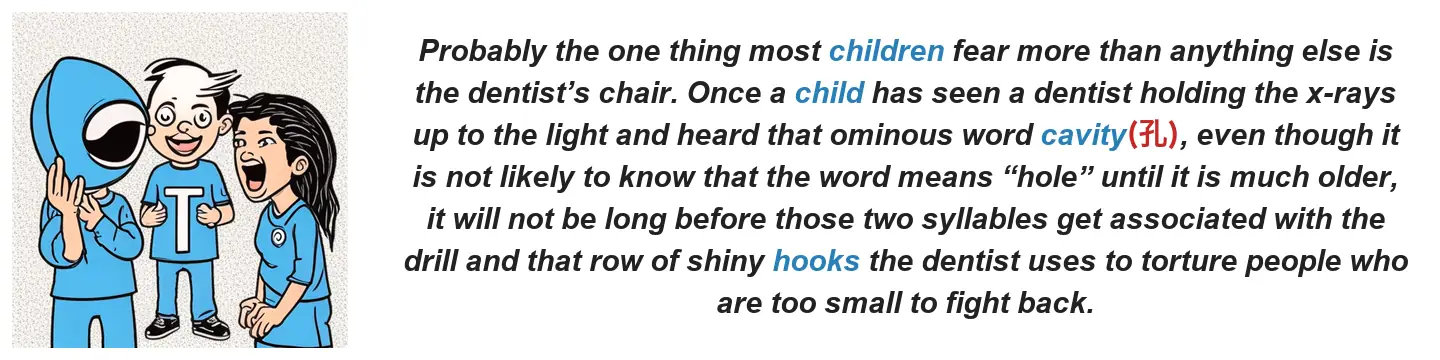 T
Probably the one thing most children fear more than anything else is
the dentist’s chair. Once a child has seen a dentist holding the x-rays
up to the light and heard that ominous word cavity(孔), even though it
is not likely to know that the word means “hole” until it is much older,
it will not be long before those two syllables get associated with the
drill and that row of shiny hooks the dentist uses to torture people who
are too small to fight back.